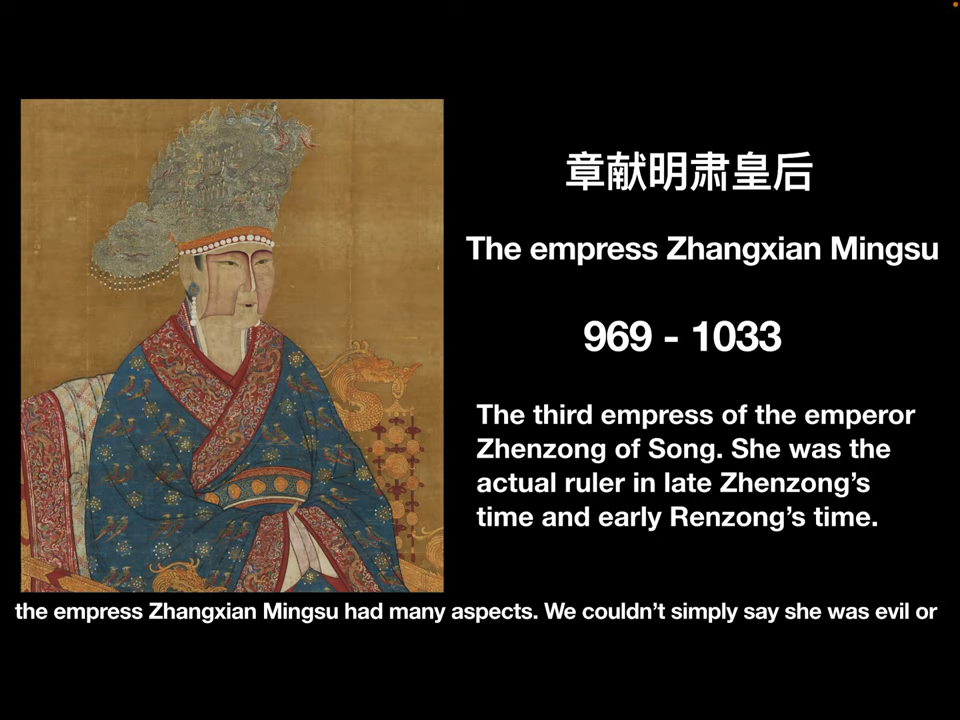 章献明肃皇后
The empress Zhangxian Mingsu
969 - 1033
The third empress of the emperor
Zhenzong of Song. She was the
actual ruler in late Zhenzong’s
time and early Renzong’s time.
the empress Zhangxian Mingsu had many aspects. We couldn’t simply say she was evil or